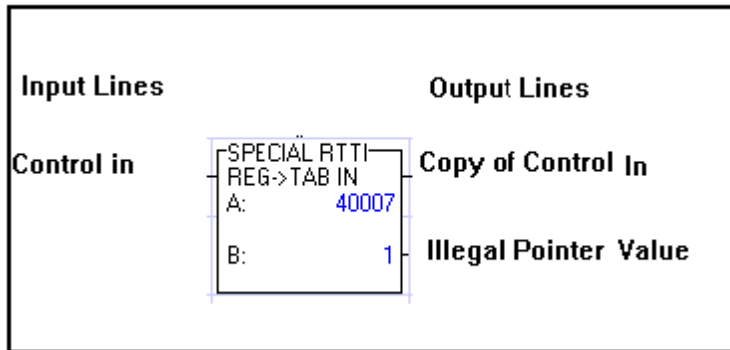 Input Lines
Output Lines
Control in
SPECIÄL RTTI
REG->TAB IN
A: 40007
B: 1
Copy of Control In
Illegal Pointer Value